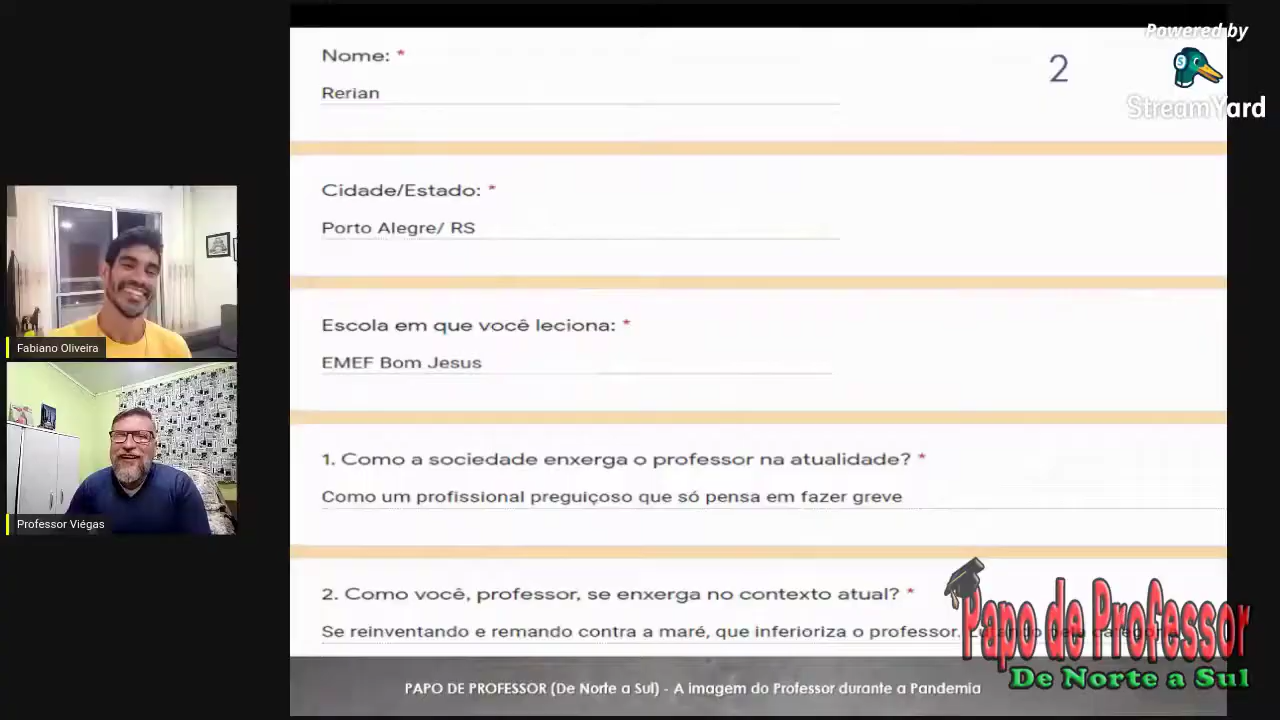 Powered by
StreamYard
Nome: *
2
Rerian
Cidade/Estado: *
Porto Alegre/ RS
Escola em que você leciona: *
EMEF Bom Jesus
1. Como a sociedade enxerga o professor na atualidade? *
Como um profissional preguiçoso que só pensa em fazer greve
2. Como você, professor, se enxerga no contexto atual? *
Se reinventando e remando contra a maré, que inferioriza o professor.
Papo de Professor
De Norte a Sul
PAPO DE PROFESSOR (De Norte a Sul) - A imagem do Professor durante a Pandemia
Fabiano Oliveira
Professor Viégas